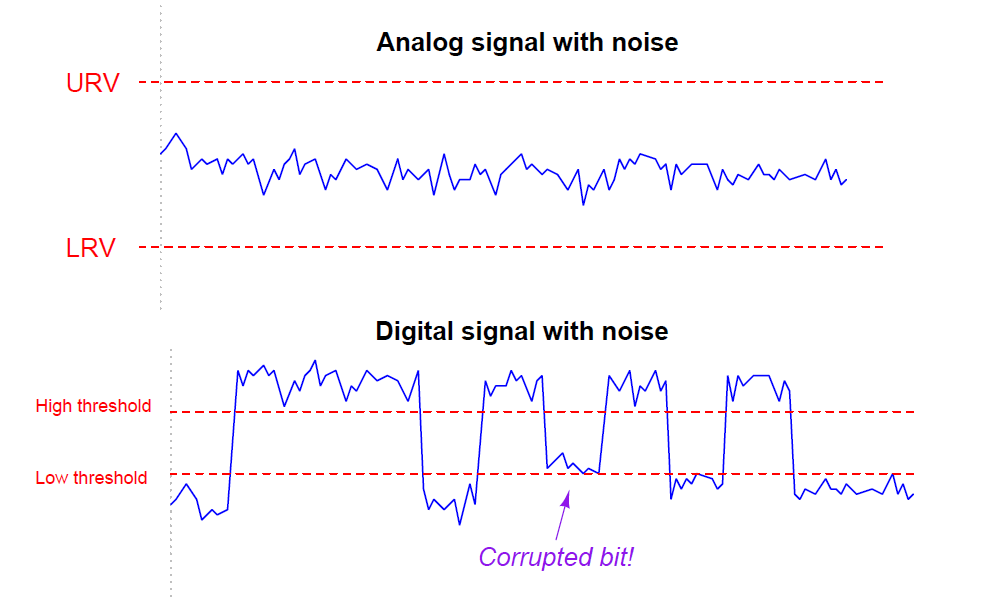 Analog signal with noise
URV
LRV
Digital signal with noise
High threshold
Low threshold
Corrupted bit!